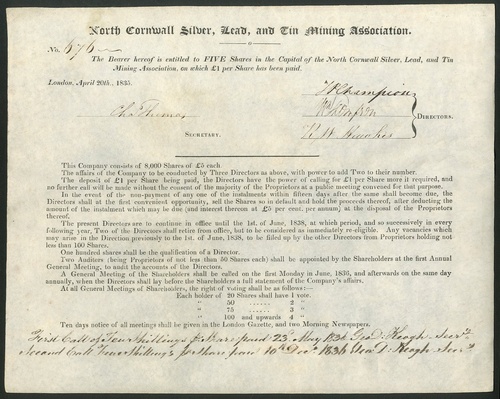 North Cornwall Silver, Lead, and Tin Mining Association.
No. 676
The Bearer hereof is entitled to FIVE Shares in the Capital of the North Cornwall Silver, Lead, and Tin
Mining Association, on which £1 per Share has been paid.
London, April 20th., 1835.
Chas Thomas
SECRETARY.
Champion
DIRECTORS.
This Company consists of 8,000 Shares of £5 each.
The affairs of the Company to be conducted by Three Directors as above, with power to add Two to their number.
The deposit of £1 per Share being paid, the Directors have the power of calling for £1 per Share more if required, and
no further call will be made without the consent of the majority of the Proprietors at a public meeting convened for that purpose.
In the event of the non-payment of any one of the instalments within fifteen days after the same shall become due, the
Directors shall at the first convenient opportunity, sell the Shares so in default and hold the proceeds thereof, after deducting the
amount of the instalment which may be due (and interest thereon at £5 per cent. per annum) at the disposal of the Proprietors
thereof.
The present Directors are to continue in office until the 1st. of June, 1838, at which period, and so successively in every
following year, Two of the Directors shall retire from office, but to be considered as immediately re-eligible. Any vacancies which
may arise in the Direction previously to the 1st. of June, 1838, to be filled up by the other Directors from Proprietors holding not
less than 100 Shares.
One hundred shares shall be the qualification of a Director.
Two Auditors (being Proprietors of not less than 50 Shares each) shall be appointed by the Shareholders at the first Annual
General Meeting, to audit the accounts of the Directors.
A General Meeting of the Shareholders shall be called on the first Monday in June, 1836, and afterwards on the same day
annually, when the Directors shall lay before the Shareholders a full statement of the Company's affairs.
At all General Meetings of Shareholders, the right of voting shall be as follows:—
Each holder of 20 Shares shall have 1 vote.
" 50 ...... 2 "
" 75 ...... 3 "
" 100 and upwards 4 "
Ten days notice of all meetings shall be given in the London Gazette, and two Morning Newspapers.
First Call of Four Shillings per Share paid 23 May 1836 Geo D: Keogh Secry
Second Call Four Shillings per share paid 10th Decr 1836 Geo D: Keogh Secry